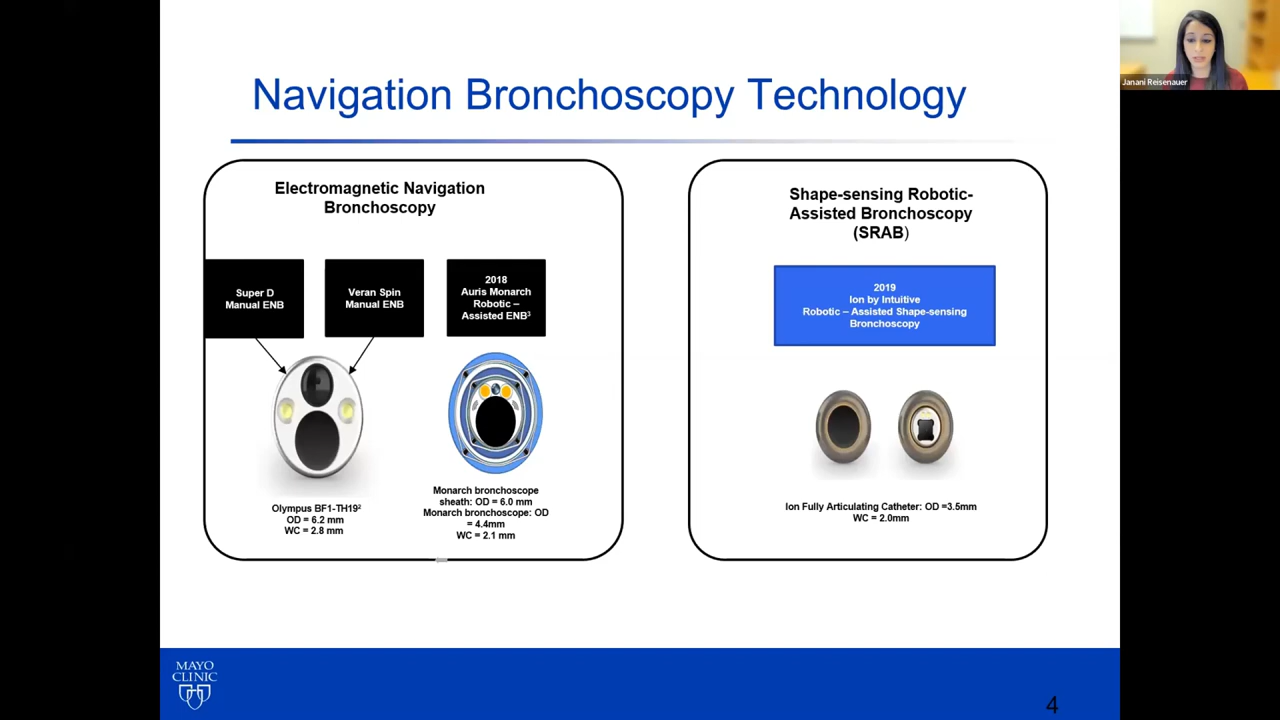 Navigation Bronchoscopy Technology
Janani Reisenauer
Electromagnetic Navigation
Bronchoscopy
Super D
Manual ENB
Veran Spin
Manual ENB
2018
Auris Monarch
Robotic –
Assisted ENB³
Olympus BF1-TH19²
OD = 6.2 mm
WC = 2.8 mm
Monarch bronchoscope
sheath: OD = 6.0 mm
Monarch bronchoscope: OD
= 4.4mm
WC = 2.1 mm
Shape-sensing Robotic-
Assisted Bronchoscopy
(SRAB)
2019
Ion by Intuitive
Robotic – Assisted Shape-sensing
Bronchoscopy
Ion Fully Articulating Catheter: OD =3.5mm
WC = 2.0mm
MAYO
CLINIC
4